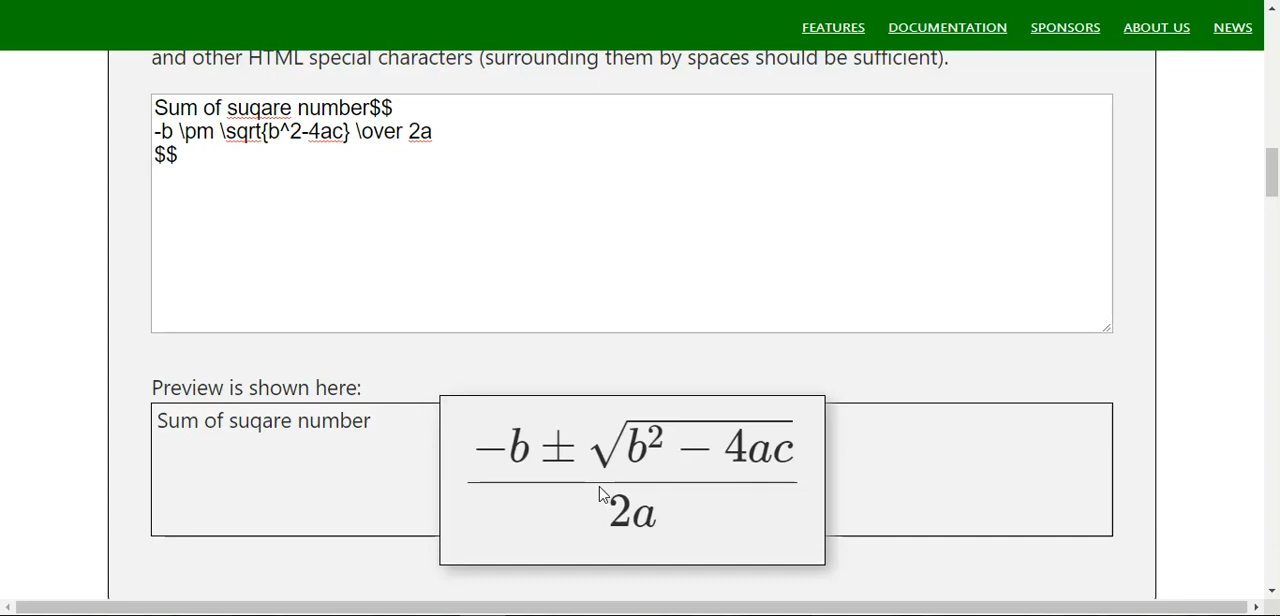 FEATURES DOCUMENTATION SPONSORS ABOUT US NEWS
and other HTML special characters (surrounding them by spaces should be sufficient).
Sum of suqare number$$
-b \pm \sqrt{b^2-4ac} \over 2a
$$
Preview is shown here:
Sum of suqare number
−b ± √b² − 4ac
2a